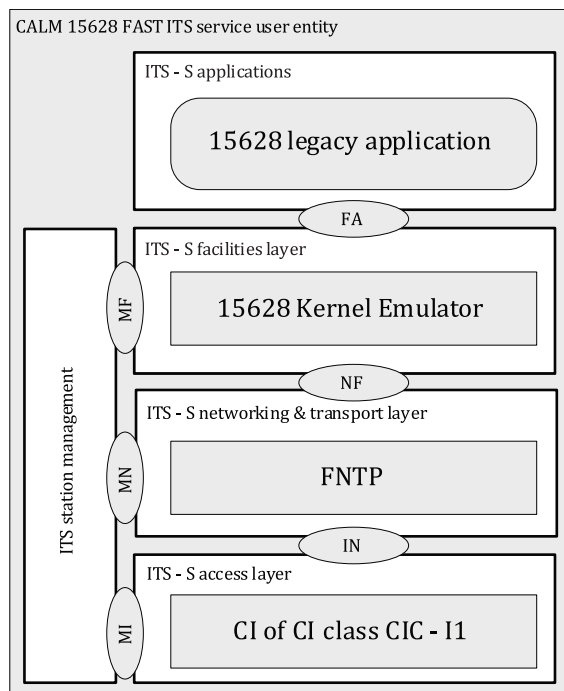 CALM 15628 FAST ITS service user entity
ITS - S applications
15628 legacy application
FA
ITS - S facilities layer
15628 Kernel Emulator
MF
NF
ITS station management
ITS - S networking & transport layer
FNTP
MN
IN
ITS - S access layer
CI of CI class CIC - I1
MI